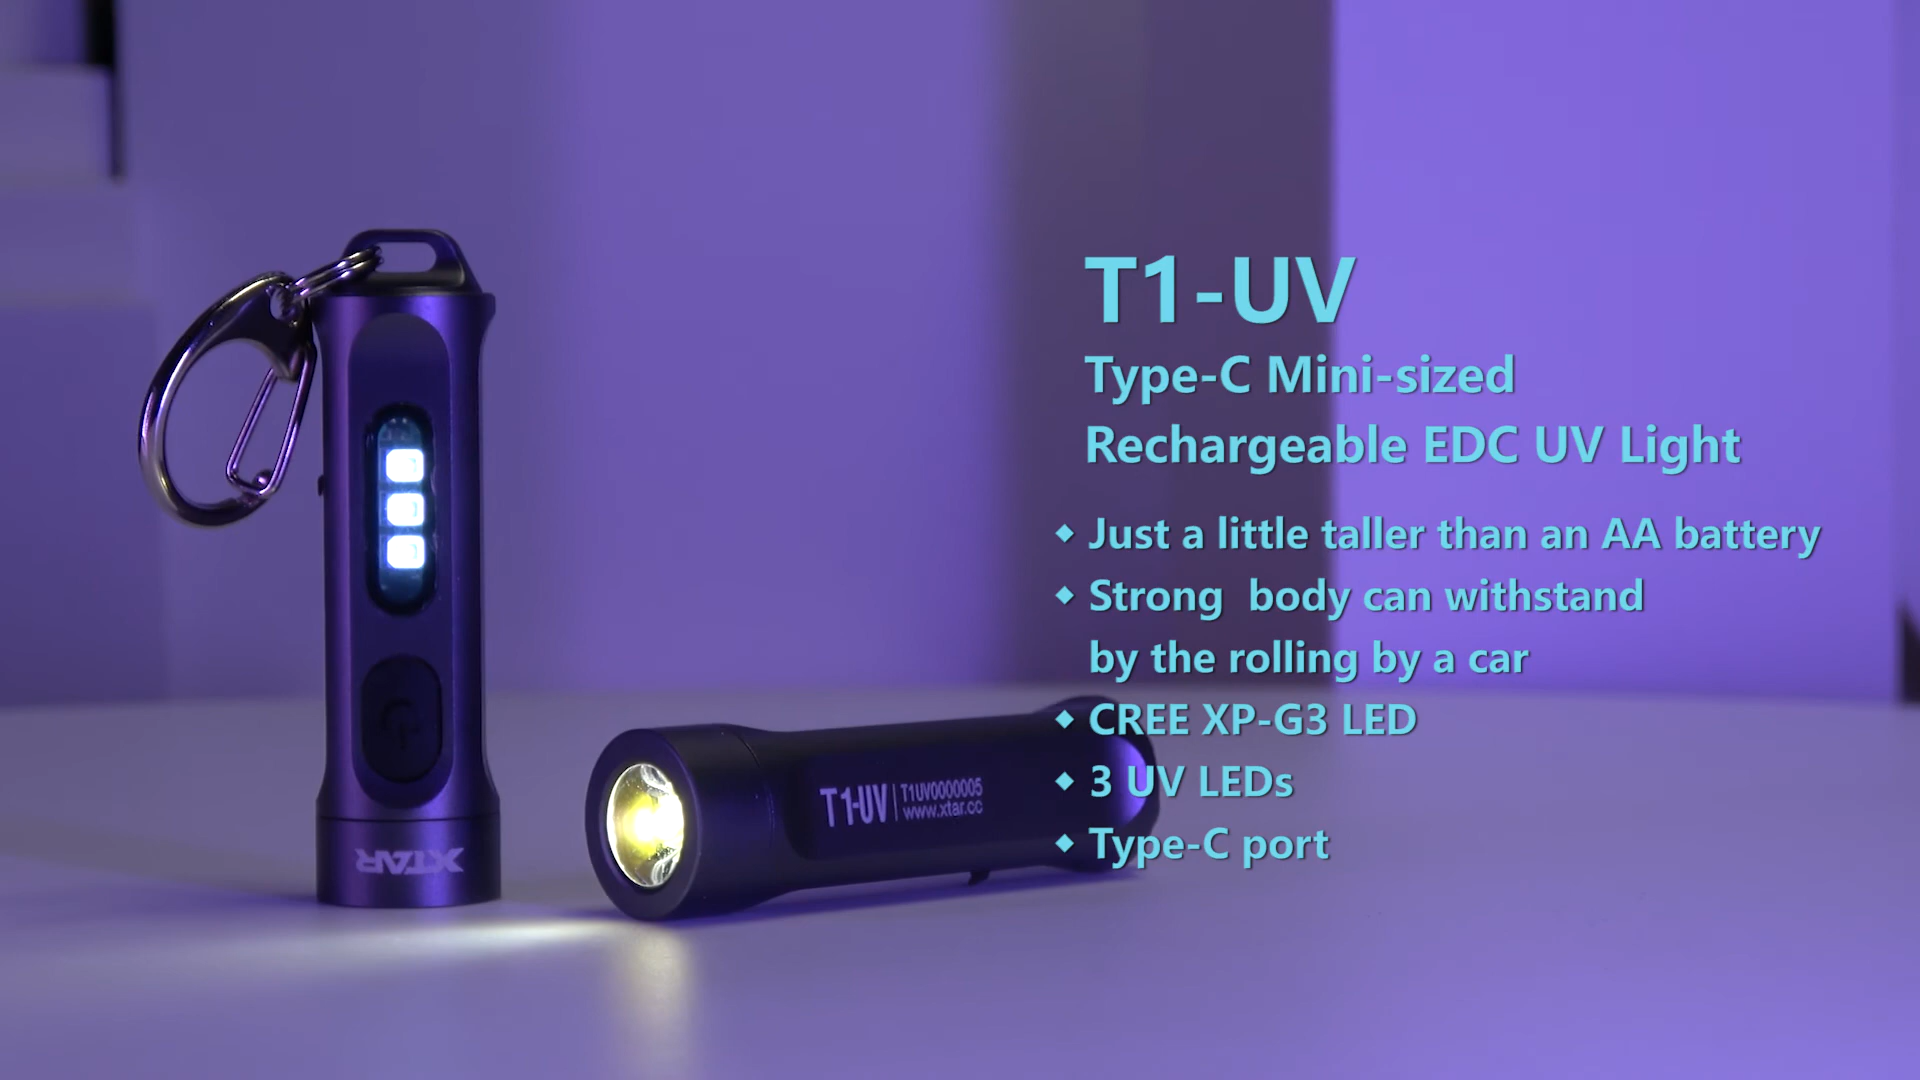 T1-UV
Type-C Mini-sized
Rechargeable EDC UV Light
◆ Just a little taller than an AA battery
◆ Strong body can withstand
by the rolling by a car
◆ CREE XP-G3 LED
◆ 3 UV LEDs
◆ Type-C port
XTAR
T1-UV | T1UV0000005
www.xtar.cc